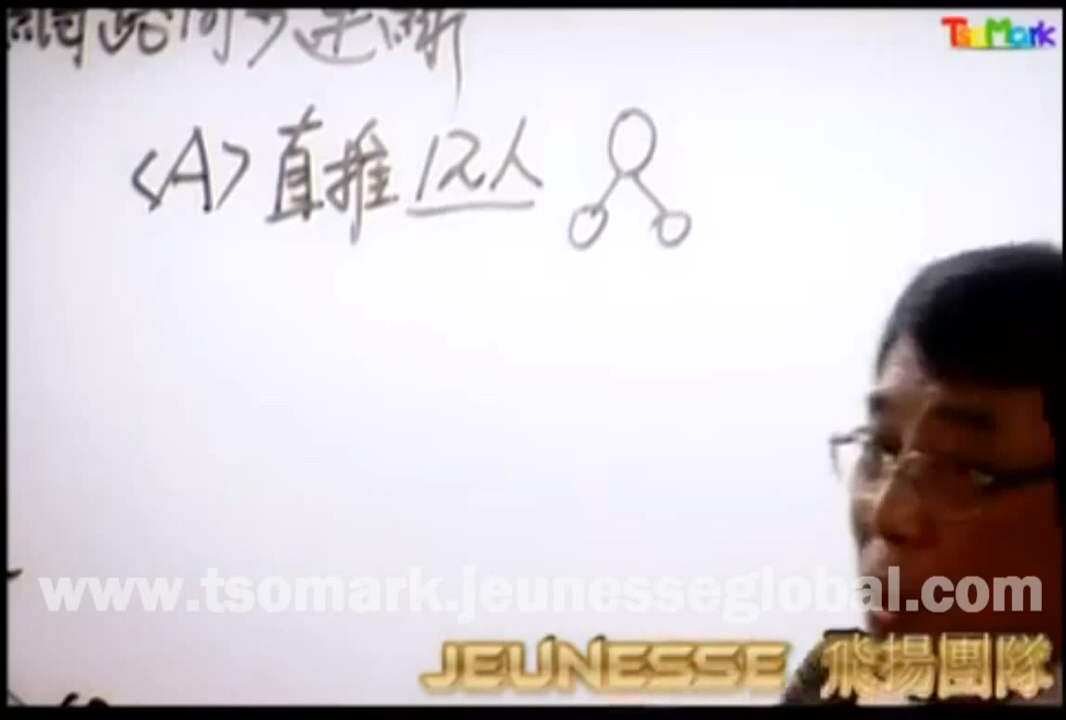 TsoMark
<A>直推 12人
www.tsomark.jeunesseglobal.com
JEUNESSE 飛揚團隊